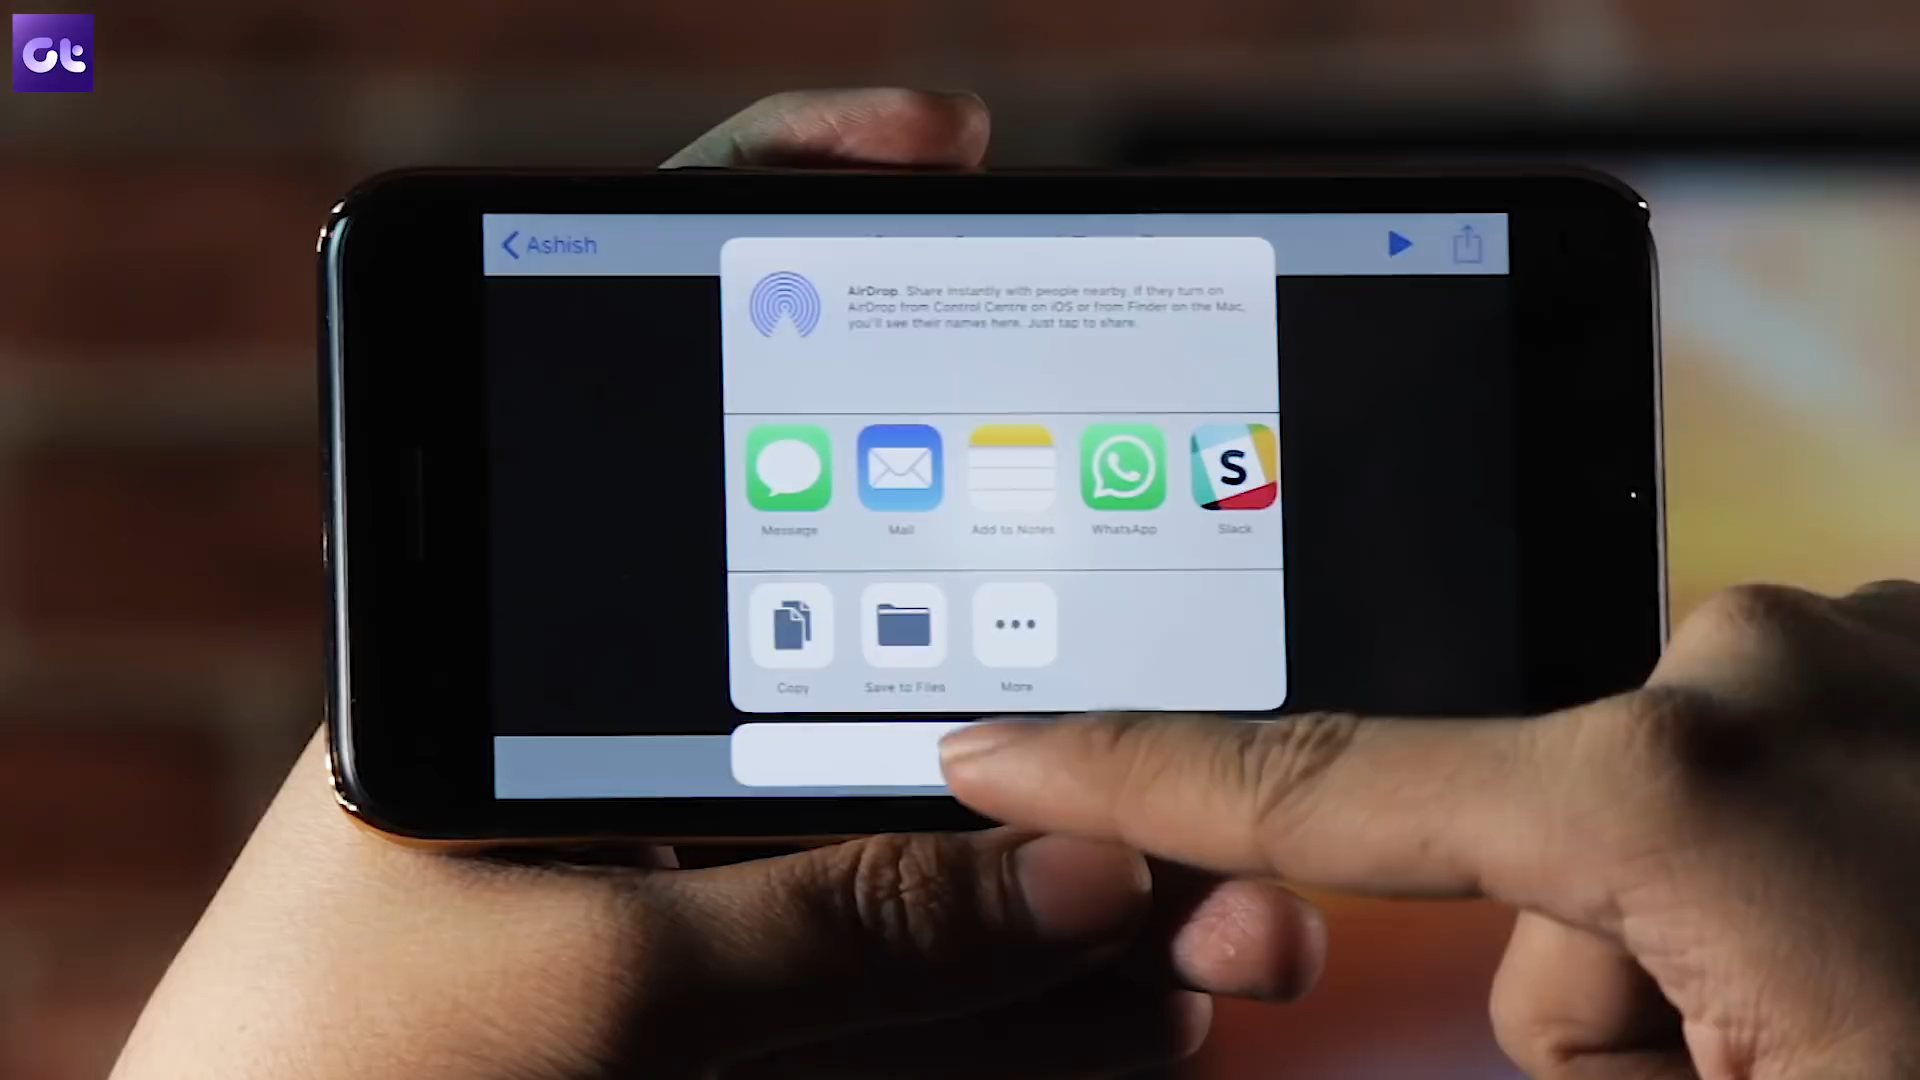 Gt
Ashish
AirDrop. Share instantly with people nearby. If they turn on
AirDrop from Control Centre on iOS or from Finder on the Mac,
you'll see their names here. Just tap to share.
S
Message
Mail
Add to Notes
WhatsApp
Slack
Copy
Save to Files
More